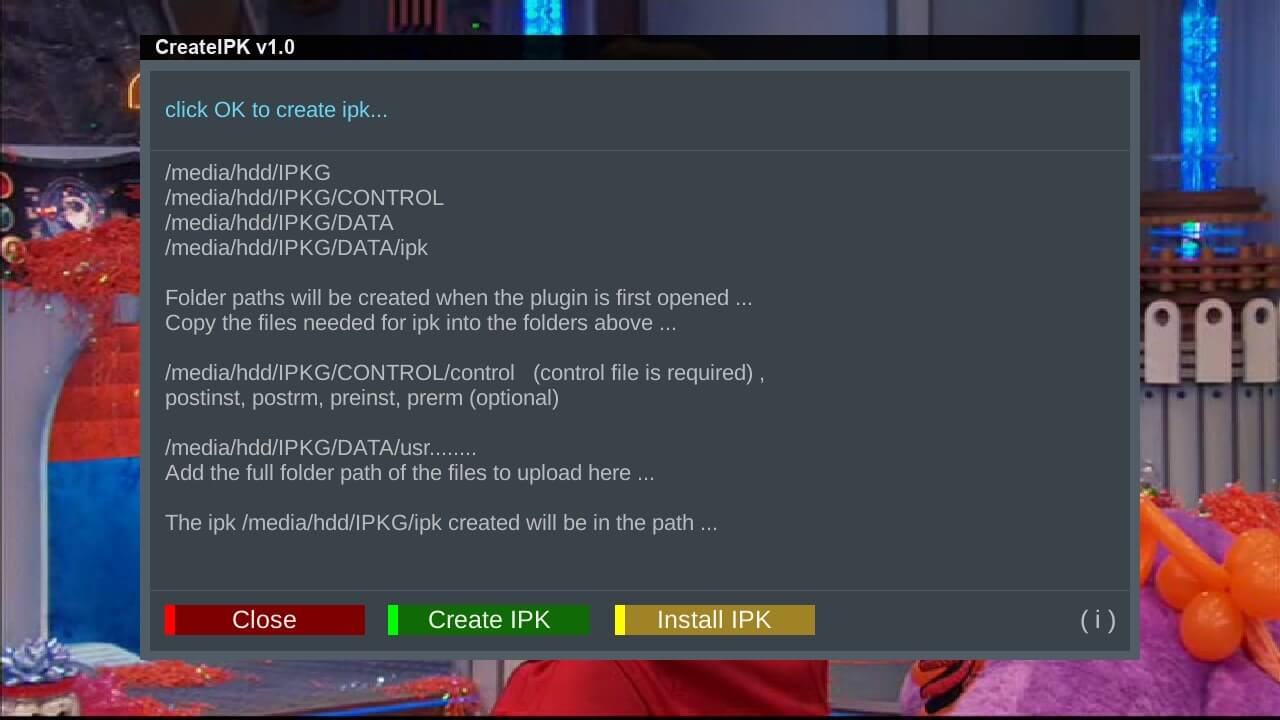 CreateIPK v1.0
click OK to create ipk...
/media/hdd/IPKG
/media/hdd/IPKG/CONTROL
/media/hdd/IPKG/DATA
/media/hdd/IPKG/DATA/ipk
Folder paths will be created when the plugin is first opened ...
Copy the files needed for ipk into the folders above ...
/media/hdd/IPKG/CONTROL/control (control file is required) ,
postinst, postrm, preinst, prerm (optional)
/media/hdd/IPKG/DATA/usr........
Add the full folder path of the files to upload here ...
The ipk /media/hdd/IPKG/ipk created will be in the path ...
Close Create IPK Install IPK ( i )